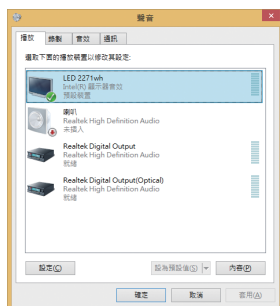 聲音
播放 錄製 音效 通訊
選取下面的播放裝置以修改其設定:
LED 2271wh
Intel(R) 顯示器音效
預設裝置
喇叭
Realtek High Definition Audio
未插入
Realtek Digital Output
Realtek High Definition Audio
就緒
Realtek Digital Output(Optical)
Realtek High Definition Audio
就緒
設定(C) 設為預設值(S) 內容(P)
確定 取消 套用(A)